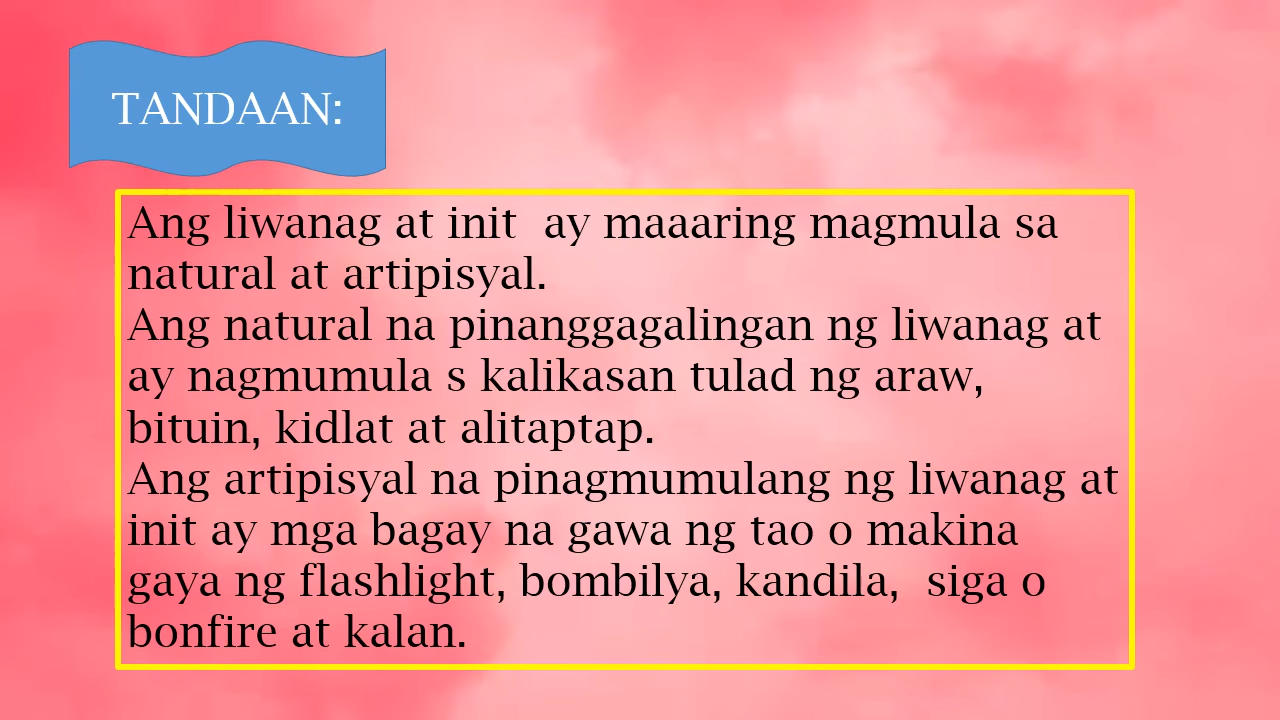 TANDAAN:
Ang liwanag at init  ay maaaring magmula sa
natural at artipisyal.
Ang natural na pinanggagalingan ng liwanag at
ay nagmumula s kalikasan tulad ng araw,
bituin, kidlat at alitaptap.
Ang artipisyal na pinagmumulang ng liwanag at
init ay mga bagay na gawa ng tao o makina
gaya ng flashlight, bombilya, kandila,  siga o
bonfire at kalan.